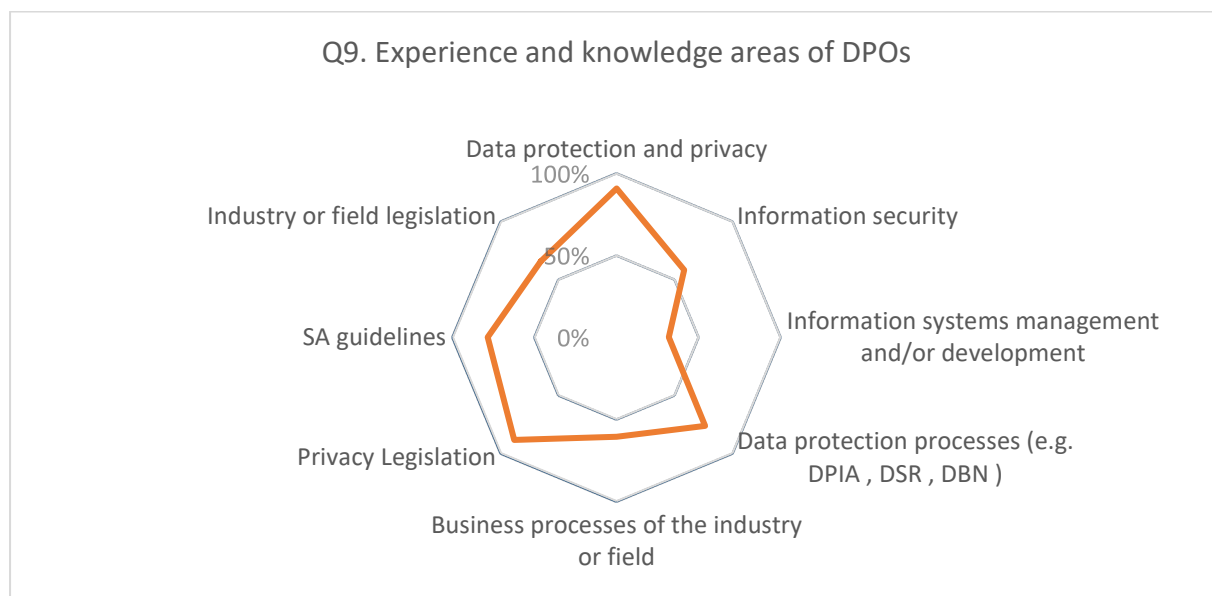 Q9. Experience and knowledge areas of DPOs
Data protection and privacy
100%
Industry or field legislation
Information security
50%
SA guidelines
0%
Information systems management
and/or development
Privacy Legislation
Data protection processes (e.g.
DPIA , DSR , DBN )
Business processes of the industry
or field